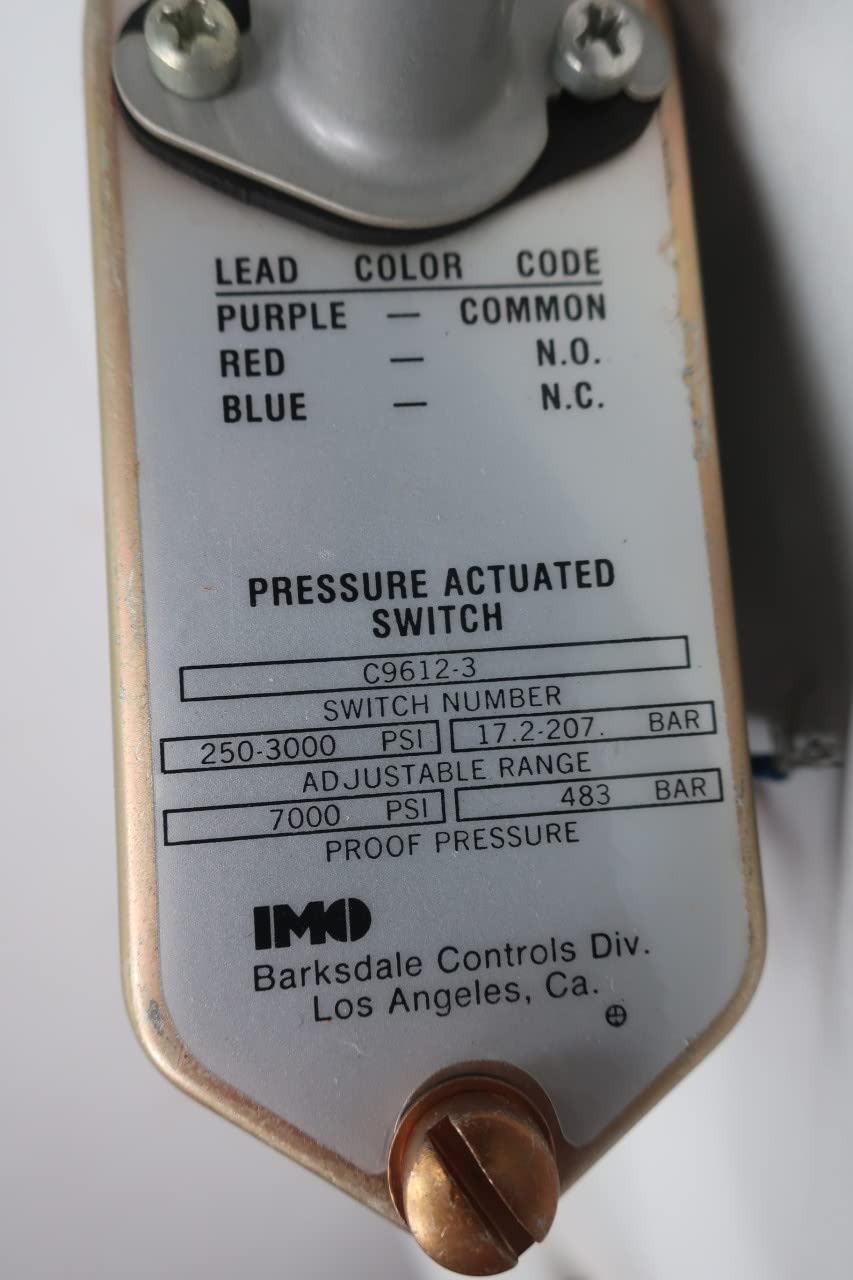 LEAD COLOR CODE
PURPLE — COMMON
RED — N.O.
BLUE — N.C.
PRESSURE ACTUATED
SWITCH
C9612-3
SWITCH NUMBER
250-3000 PSI 17.2-207. BAR
ADJUSTABLE RANGE
7000 PSI 483 BAR
PROOF PRESSURE
IMO
Barksdale Controls Div.
Los Angeles, Ca.